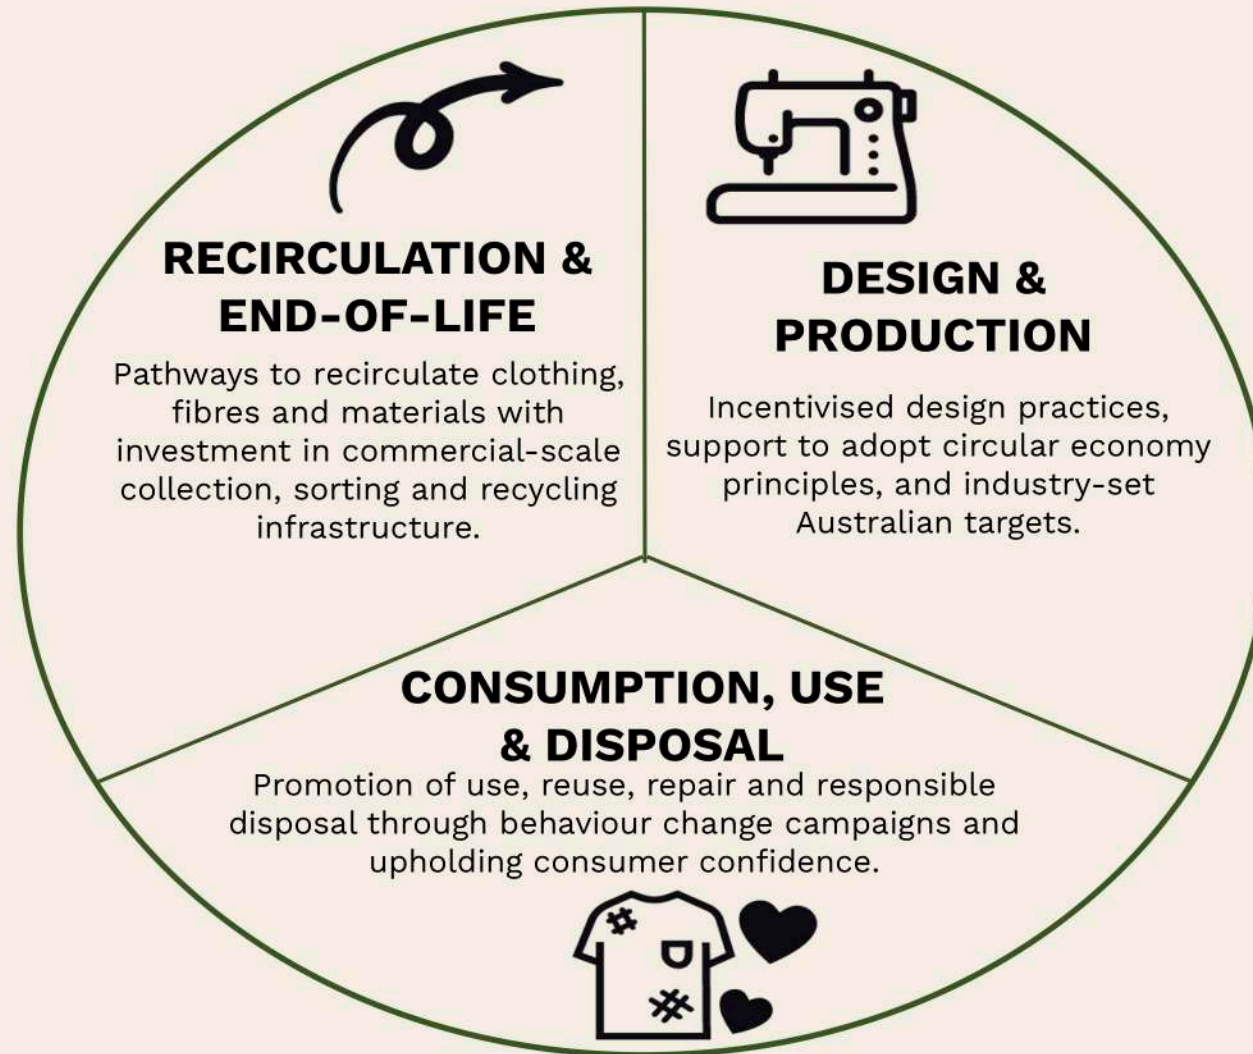 RECIRCULATION &
END-OF-LIFE
Pathways to recirculate clothing,
fibres and materials with
investment in commercial-scale
collection, sorting and recycling
infrastructure.
DESIGN &
PRODUCTION
Incentivised design practices,
support to adopt circular economy
principles, and industry-set
Australian targets.
CONSUMPTION, USE
& DISPOSAL
Promotion of use, reuse, repair and responsible
disposal through behaviour change campaigns and
upholding consumer confidence.